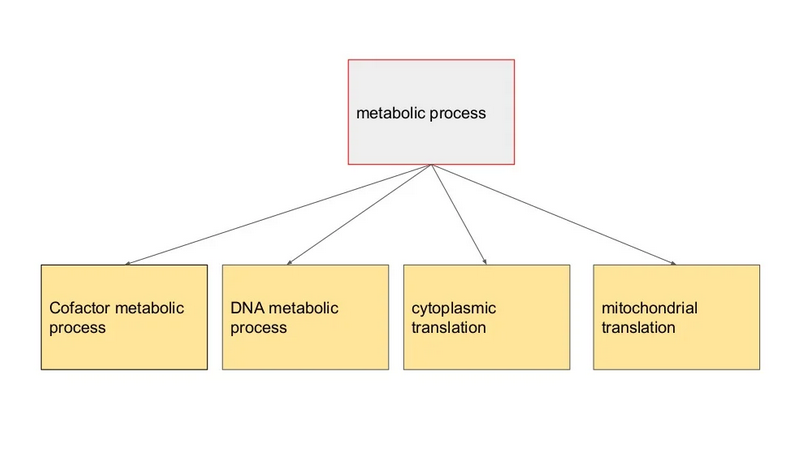 metabolic process
Cofactor metabolic
process
DNA metabolic
process
cytoplasmic
translation
mitochondrial
translation